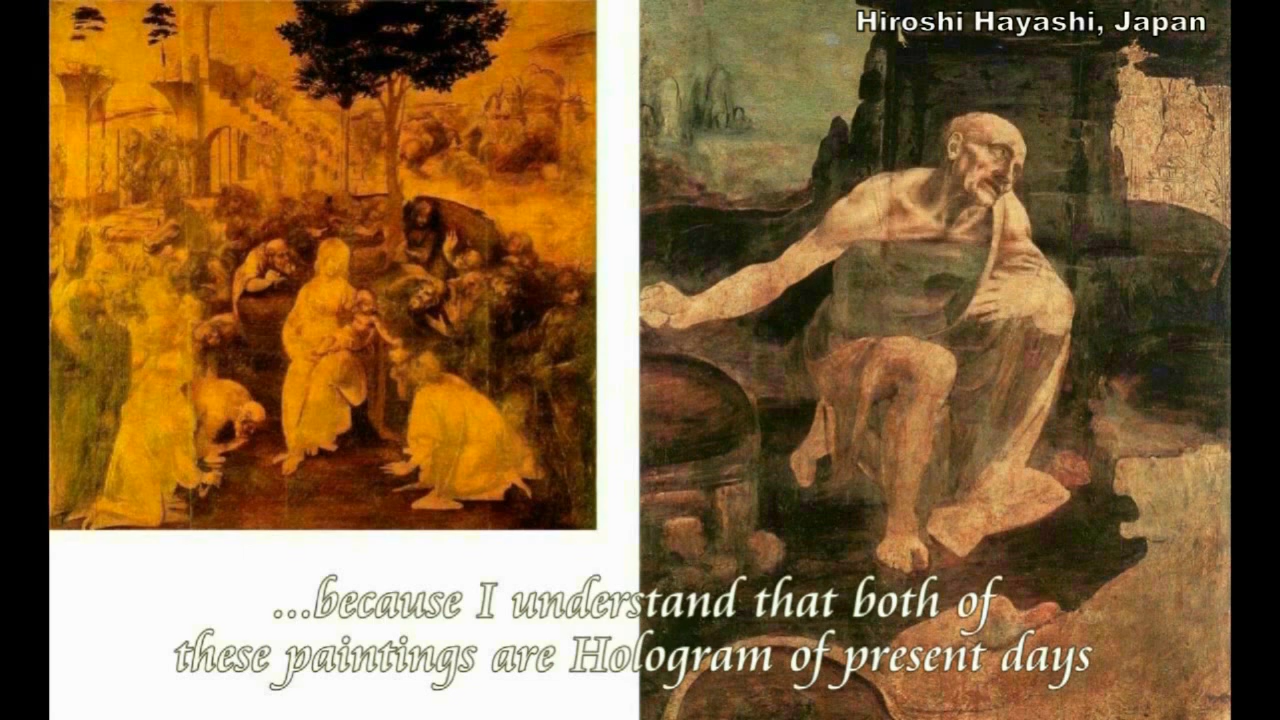 Hiroshi Hayashi, Japan
...because I understand that both of
these paintings are Hologram of present days